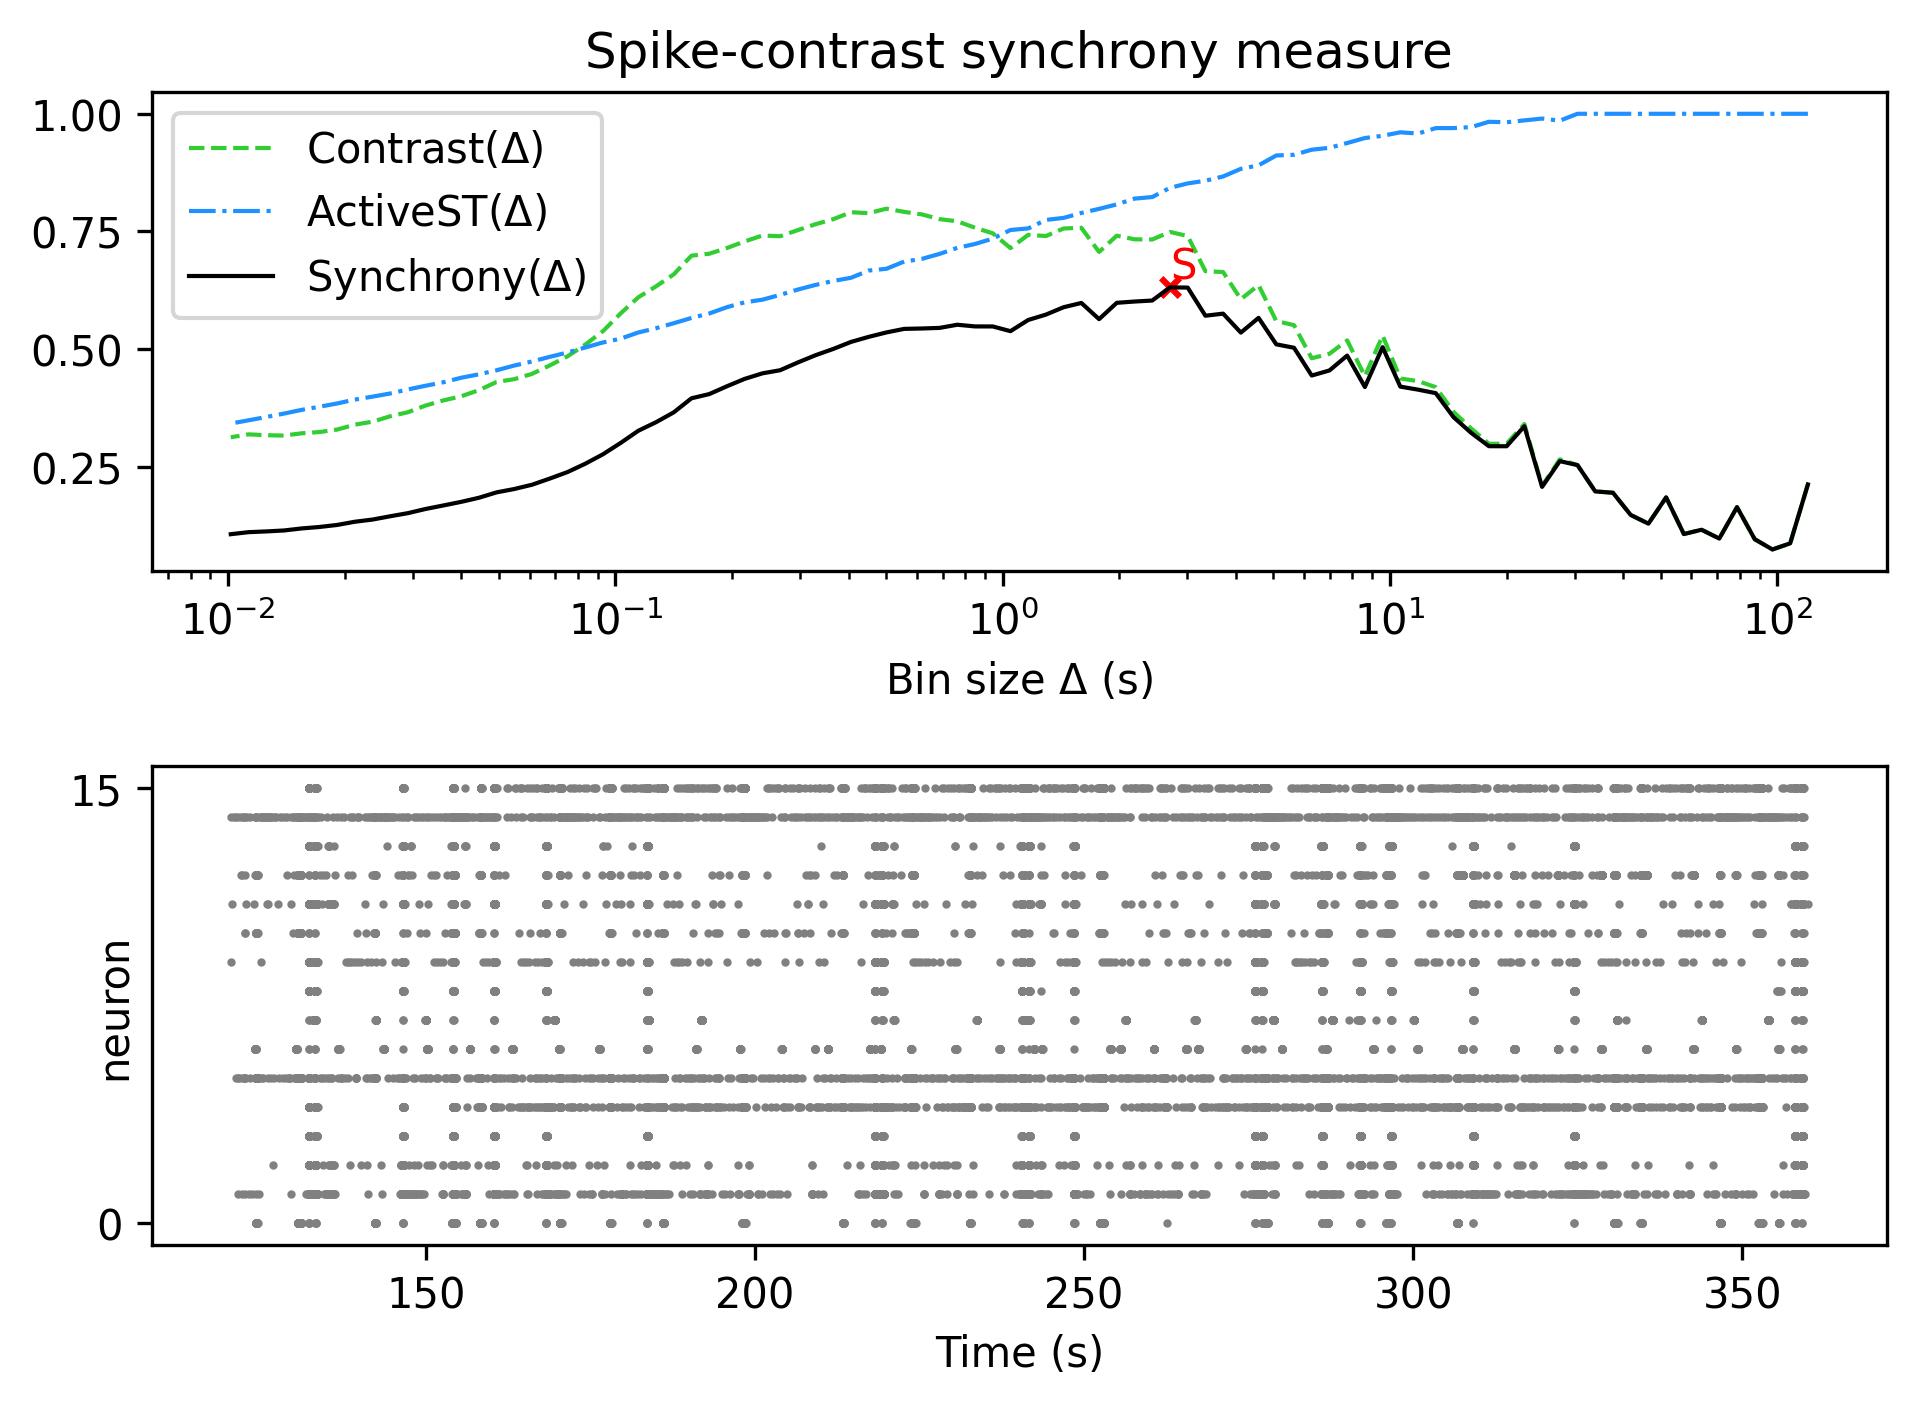 Spike-contrast synchrony measure
1.00
0.75
0.50
0.25
Contrast(Δ)
ActiveST(Δ)
Synchrony(Δ)
S
10⁻² 10⁻¹ 10⁰ 10¹ 10²
Bin size Δ (s)
15
0
neuron
150 200 250 300 350
Time (s)